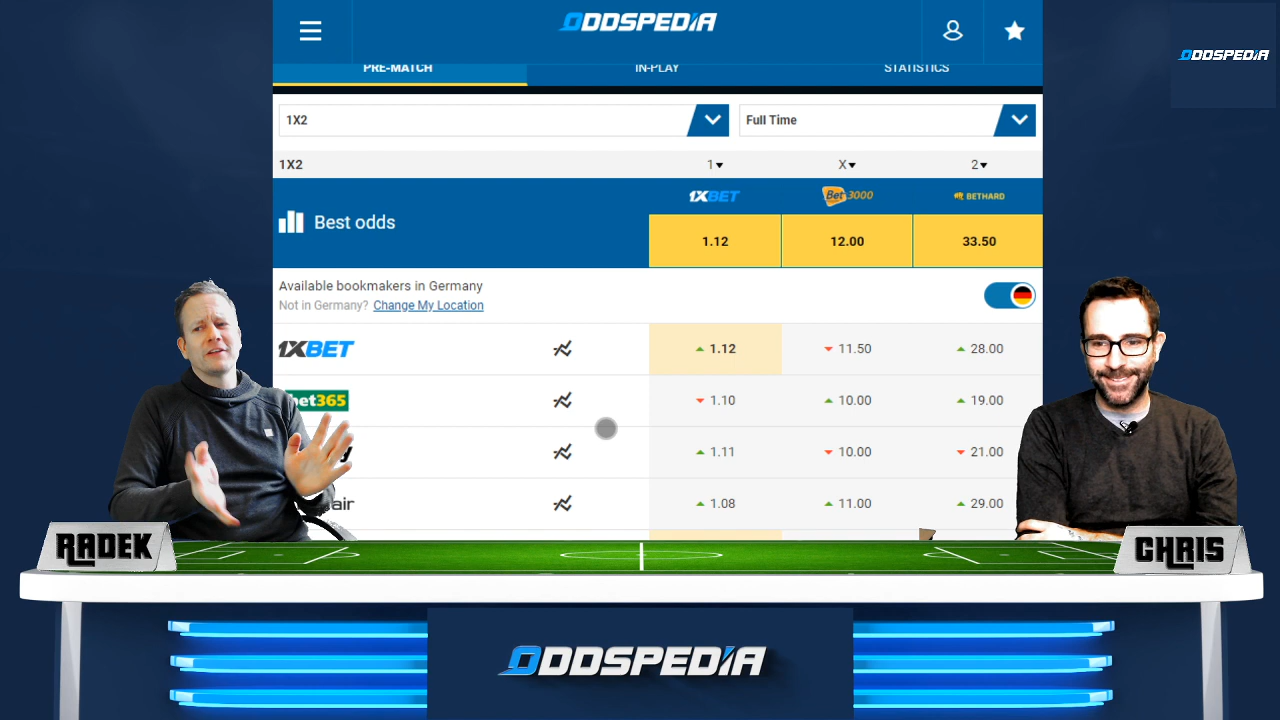 ODDSPEDIA
ODDSPEDIA
PRE-MATCH IN-PLAY STATISTICS
1X2 Full Time
1X2 1 X 2
1XBET Bet3000 BETHARD
Best odds
1.12 12.00 33.50
Available bookmakers in Germany
Not in Germany? Change My Location
1XBET 1.12 11.50 28.00
bet365 1.10 10.00 19.00
1.11 10.00 21.00
1.08 11.00 29.00
RADEK
CHRIS
ODDSPEDIA